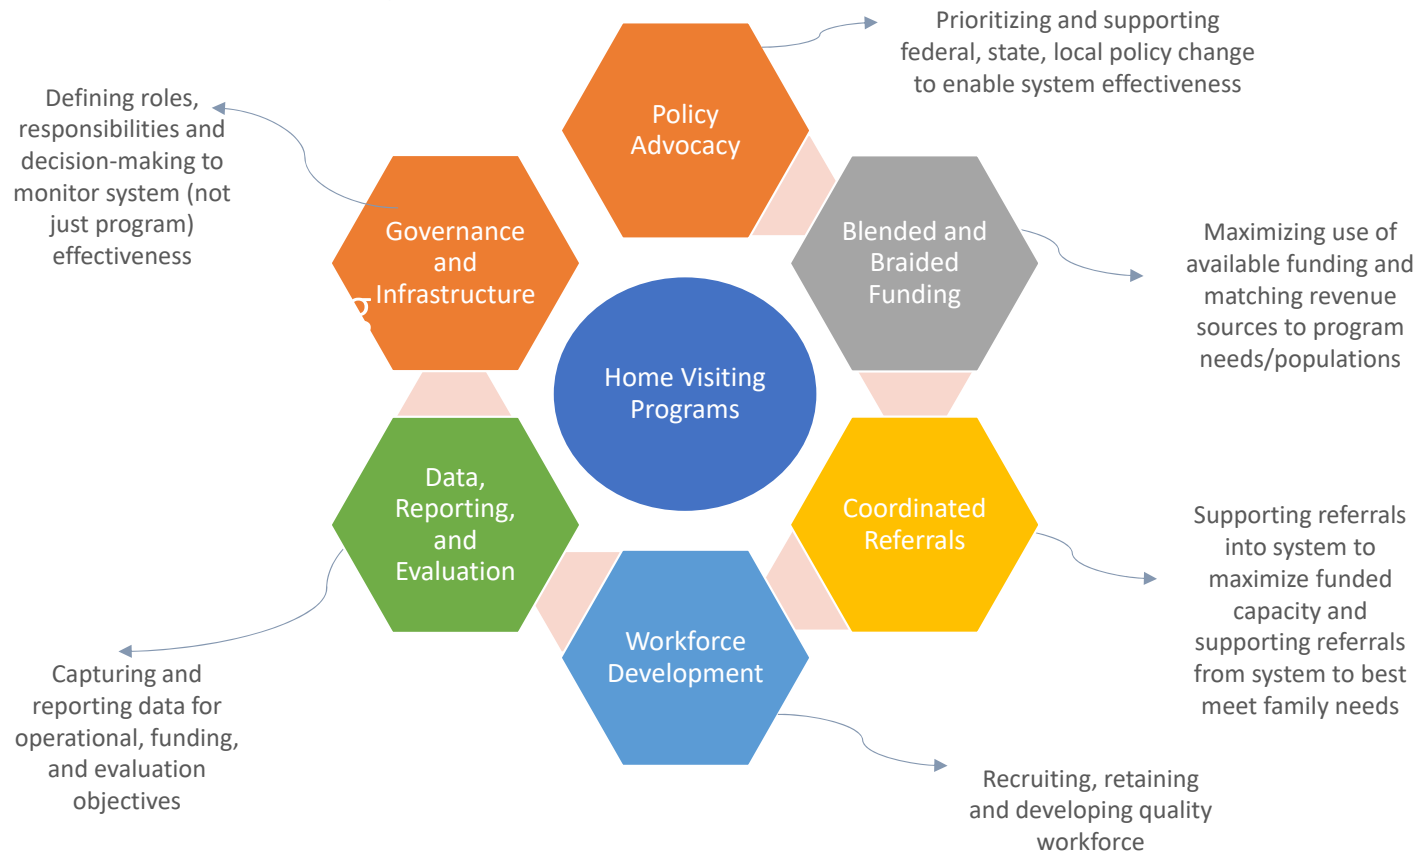 Prioritizing and supporting
federal, state, local policy change
to enable system effectiveness
Policy
Advocacy
Defining roles,
responsibilities and
decision-making to
monitor system (not
just program)
effectiveness
Governance
and
Infrastructure
g
Blended and
Braided
Funding
Maximizing use of
available funding and
matching revenue
sources to program
needs/populations
Home Visiting
Programs
Data,
Reporting,
and
Evaluation
Coordinated
Referrals
Supporting referrals
into system to
maximize funded
capacity and
supporting referrals
from system to best
meet family needs
Workforce
Development
Capturing and
reporting data for
operational, funding,
and evaluation
objectives
Recruiting, retaining
and developing quality
workforce